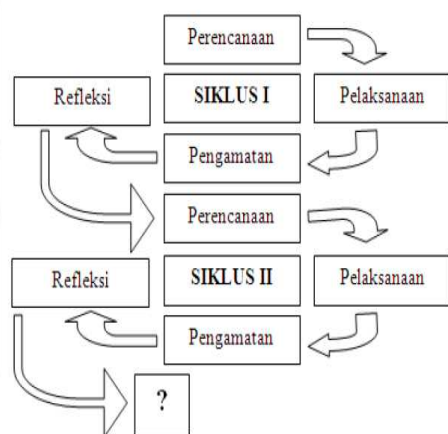 Perencanaan
Refleksi
SIKLUS I
Pelaksanaan
Pengamatan
Perencanaan
Refleksi
SIKLUS II
Pelaksanaan
Pengamatan
?